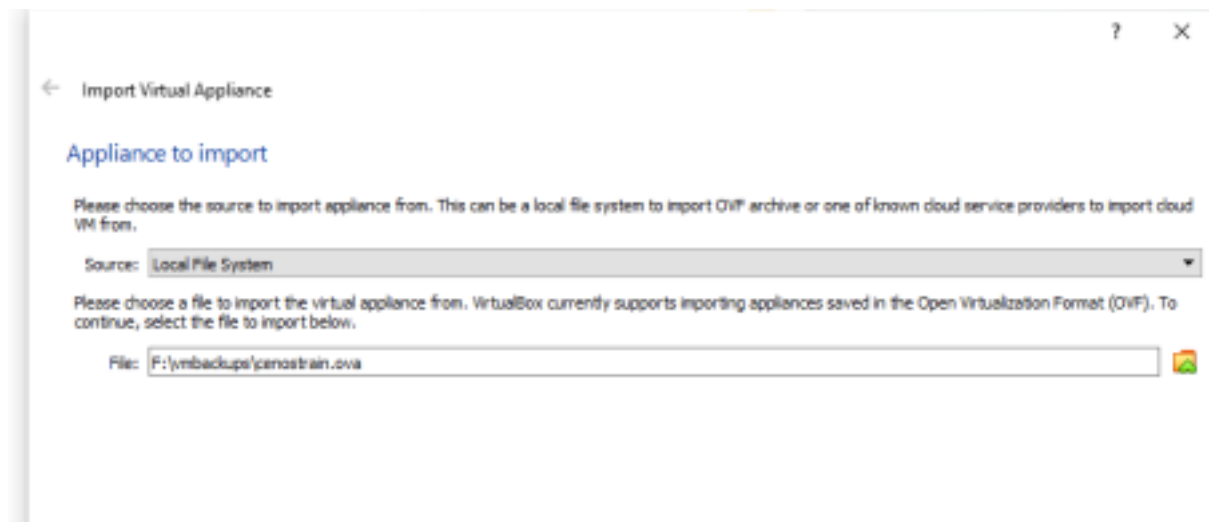 ?
×
← Import Virtual Appliance
Appliance to import
Please choose the source to import appliance from. This can be a local file system to import OVF archive or one of known cloud service providers to import cloud
VM from.
Source: Local File System
Please choose a file to import the virtual appliance from. VirtualBox currently supports importing appliances saved in the Open Virtualization Format (OVF). To
continue, select the file to import below.
File: F:\vmbackups\cenostrain.ova